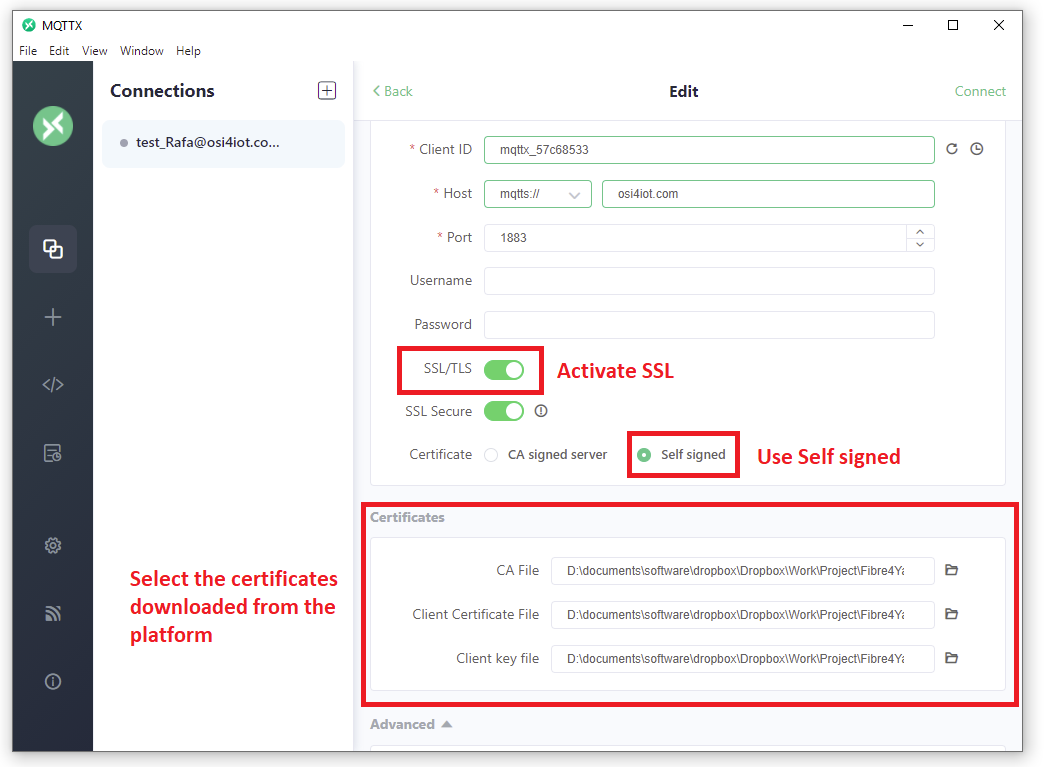 MQTTX
File Edit View Window Help
Connections
test_Rafa@osi4iot.co...
Back
Edit
Connect
* Client ID mqttx_57c68533
* Host mqtts:// osi4iot.com
* Port 1883
Username
Password
SSL/TLS
Activate SSL
SSL Secure
Certificate CA signed server Self signed
Use Self signed
Certificates
CA File D:\documents\software\dropbox\Dropbox\Work\Project\Fibre4Ya
Client Certificate File D:\documents\software\dropbox\Dropbox\Work\Project\Fibre4Ya
Client key file D:\documents\software\dropbox\Dropbox\Work\Project\Fibre4Ya
Select the certificates
downloaded from the
platform
Advanced